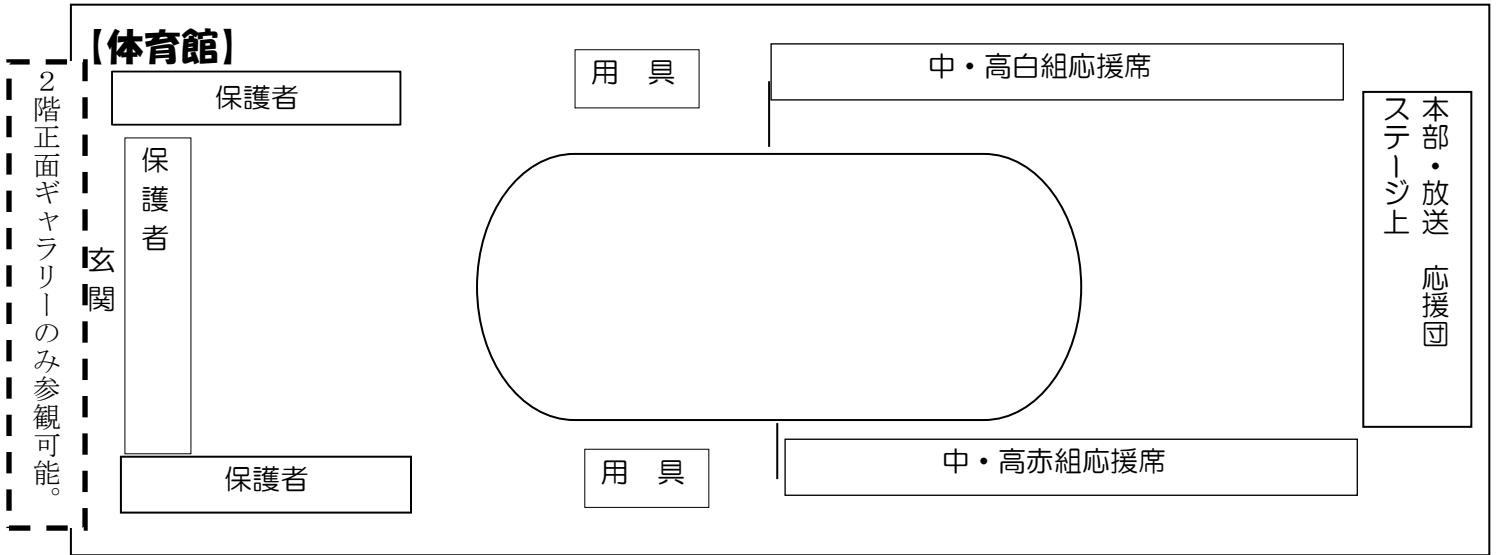 【体育館】
用　具
中・高白組応援席
保護者
２階正面ギャラリーのみ参観可能。
玄関
保護者
本部・放送　応援団
ステージ上
保護者
用　具
中・高赤組応援席